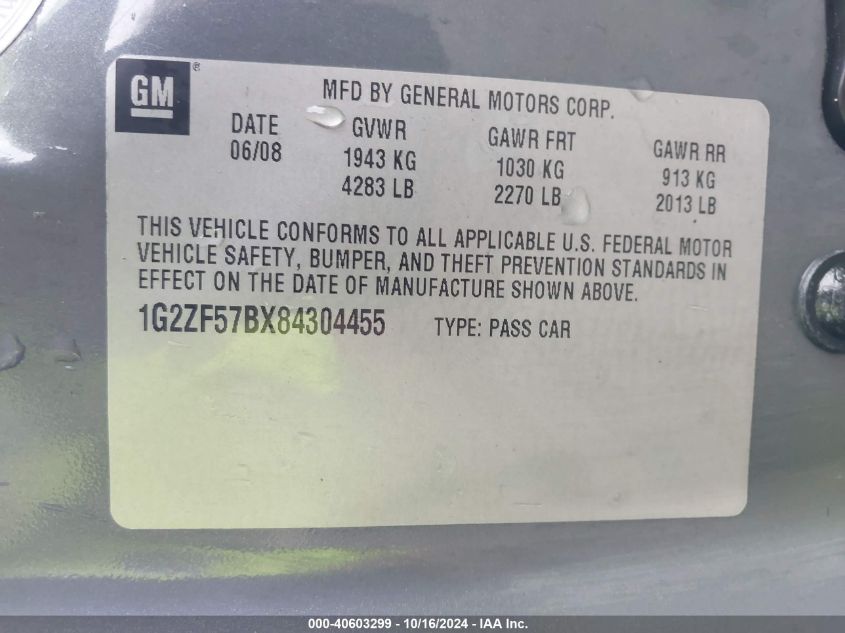 GM®
MFD BY GENERAL MOTORS CORP.
DATE GVWR GAWR FRT GAWR RR
06/08 1943 KG 1030 KG 913 KG
4283 LB 2270 LB 2013 LB
THIS VEHICLE CONFORMS TO ALL APPLICABLE U.S. FEDERAL MOTOR
VEHICLE SAFETY, BUMPER, AND THEFT PREVENTION STANDARDS IN
EFFECT ON THE DATE OF MANUFACTURE SHOWN ABOVE.
1G2ZF57BX84304455 TYPE: PASS CAR
000-40603299 - 10/16/2024 - IAA Inc.